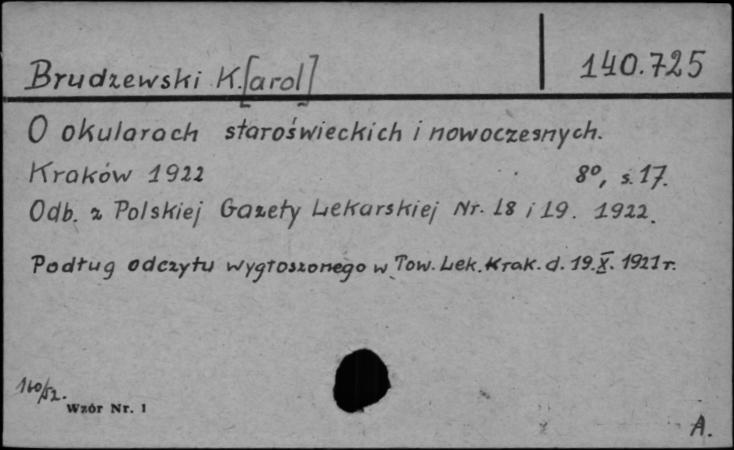 Brudzewski K.[arol]
140.725
O okularach staroświeckich i nowoczesnych.
Kraków 1922 8°, s. 17.
Odb. z Polskiej Gazety Lekarskiej Nr. 18 i 19. 1922.
Podług odczytu wygłoszonego w Tow. Lek. Krak. d. 19.X. 1921 r.
160/52.
Wzór Nr. 1
A.